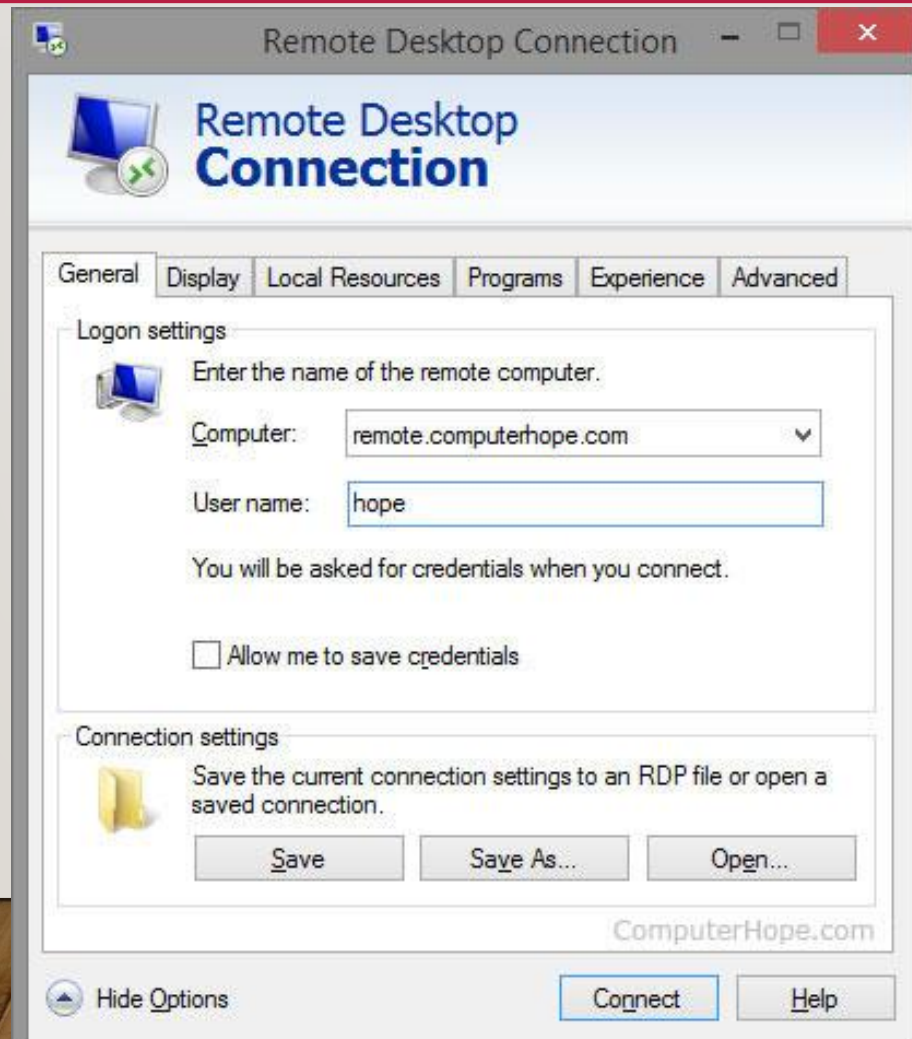 Remote Desktop Connection
Remote Desktop
Connection
General Display Local Resources Programs Experience Advanced
Logon settings
Enter the name of the remote computer.
Computer: remote.computerhope.com
User name: hope
You will be asked for credentials when you connect.
Allow me to save credentials
Connection settings
Save the current connection settings to an RDP file or open a
saved connection.
Save Save As... Open...
ComputerHope.com
Hide Options Connect Help